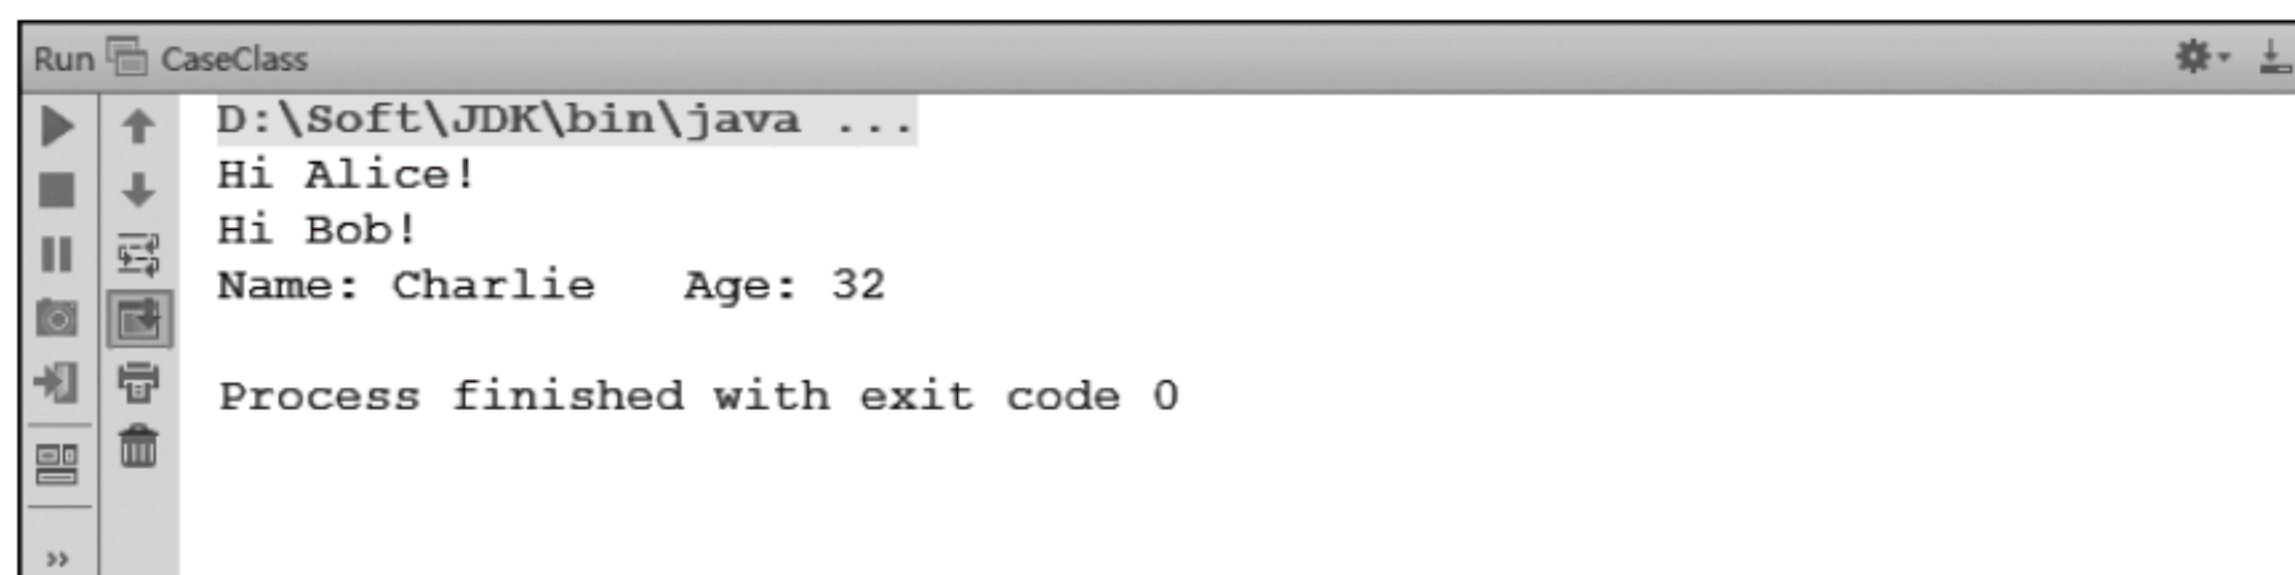 Run CaseClass
D:\Soft\JDK\bin\java ...
Hi Alice!
Hi Bob!
Name: Charlie   Age: 32
Process finished with exit code 0